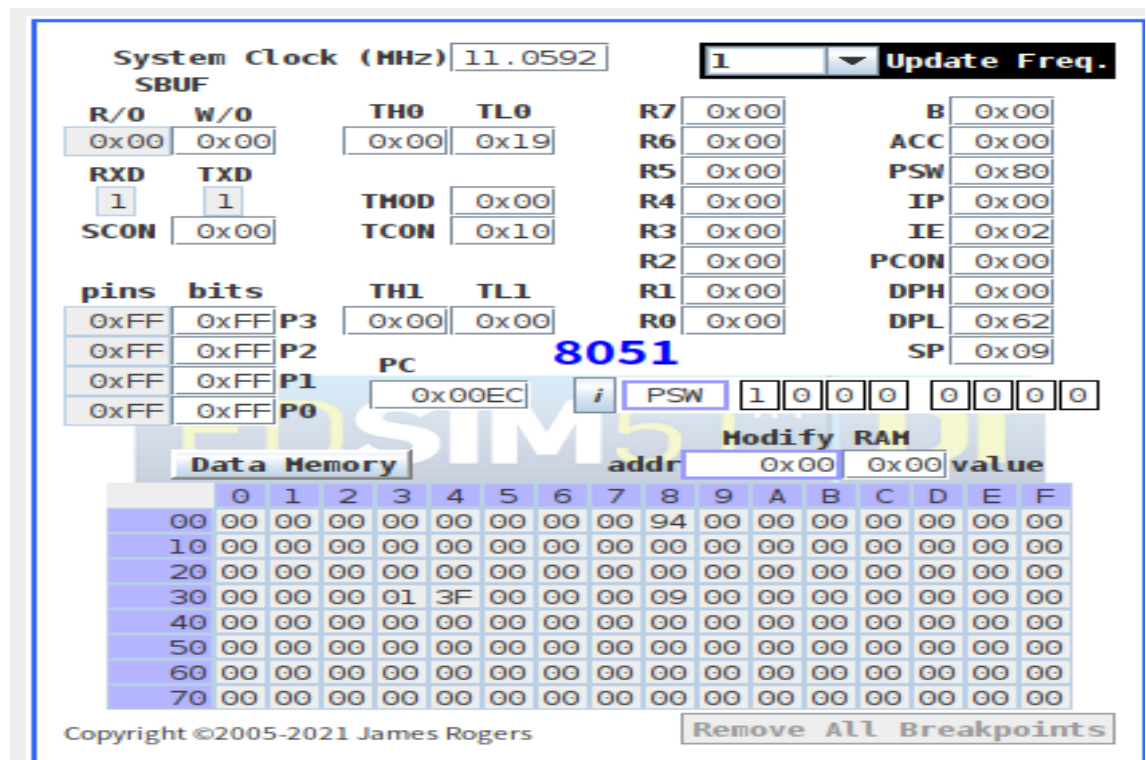 System Clock (MHz) 11.0592 1 Update Freq.
SBUF
R/O W/O TH0 TL0 R7 0x00 B 0x00
0x00 0x00 0x00 0x19 R6 0x00 ACC 0x00
RXD TXD R5 0x00 PSW 0x80
1 1 TMOD 0x00 R4 0x00 IP 0x00
SCON 0x00 TCON 0x10 R3 0x00 IE 0x02
R2 0x00 PCON 0x00
pins bits TH1 TL1 R1 0x00 DPH 0x00
0xFF 0xFF P3 0x00 0x00 R0 0x00 DPL 0x62
0xFF 0xFF P2 PC 8051 SP 0x09
0xFF 0xFF P1 0x00EC i PSW 1 0 0 0 0 0 0 0
0xFF 0xFF P0
Modify RAM
Data Memory addr 0x00 0x00 value
0 1 2 3 4 5 6 7 8 9 A B C D E F
00 00 00 00 00 00 00 00 00 94 00 00 00 00 00 00 00
10 00 00 00 00 00 00 00 00 00 00 00 00 00 00 00 00
20 00 00 00 00 00 00 00 00 00 00 00 00 00 00 00 00
30 00 00 00 01 3F 00 00 00 09 00 00 00 00 00 00 00
40 00 00 00 00 00 00 00 00 00 00 00 00 00 00 00 00
50 00 00 00 00 00 00 00 00 00 00 00 00 00 00 00 00
60 00 00 00 00 00 00 00 00 00 00 00 00 00 00 00 00
70 00 00 00 00 00 00 00 00 00 00 00 00 00 00 00 00
Copyright ©2005-2021 James Rogers Remove All Breakpoints